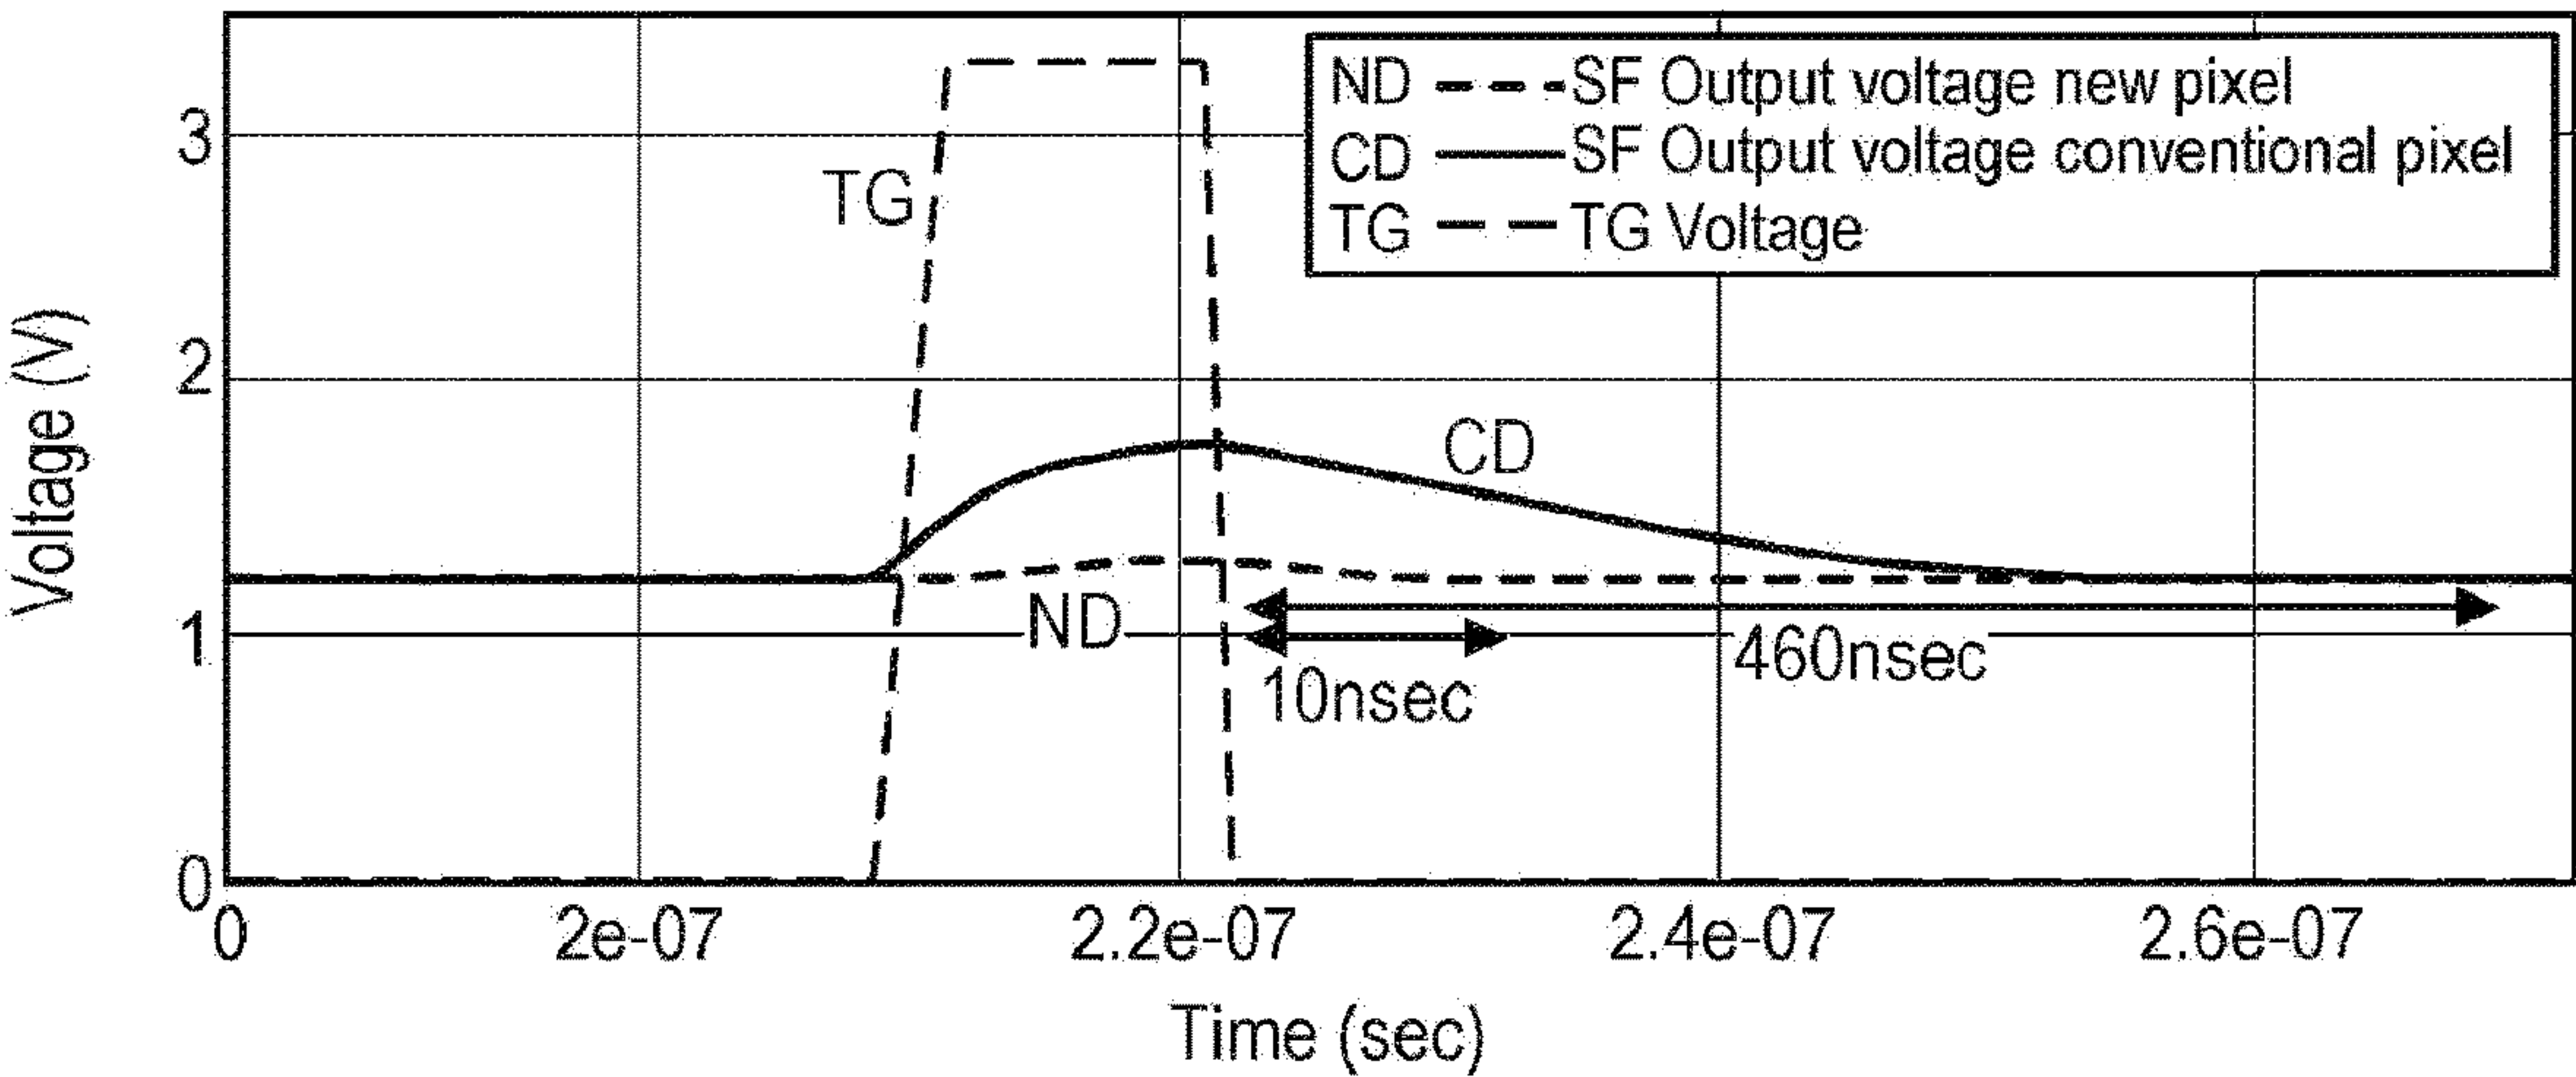 ND SF Output voltage new pixel
CD SF Output voltage conventional pixel
TG TG Voltage
3
TG
2
CD
Voltage (V)
ND
1
460nsec
10nsec
0
0 2e-07 2.2e-07 2.4e-07 2.6e-07
Time (sec)